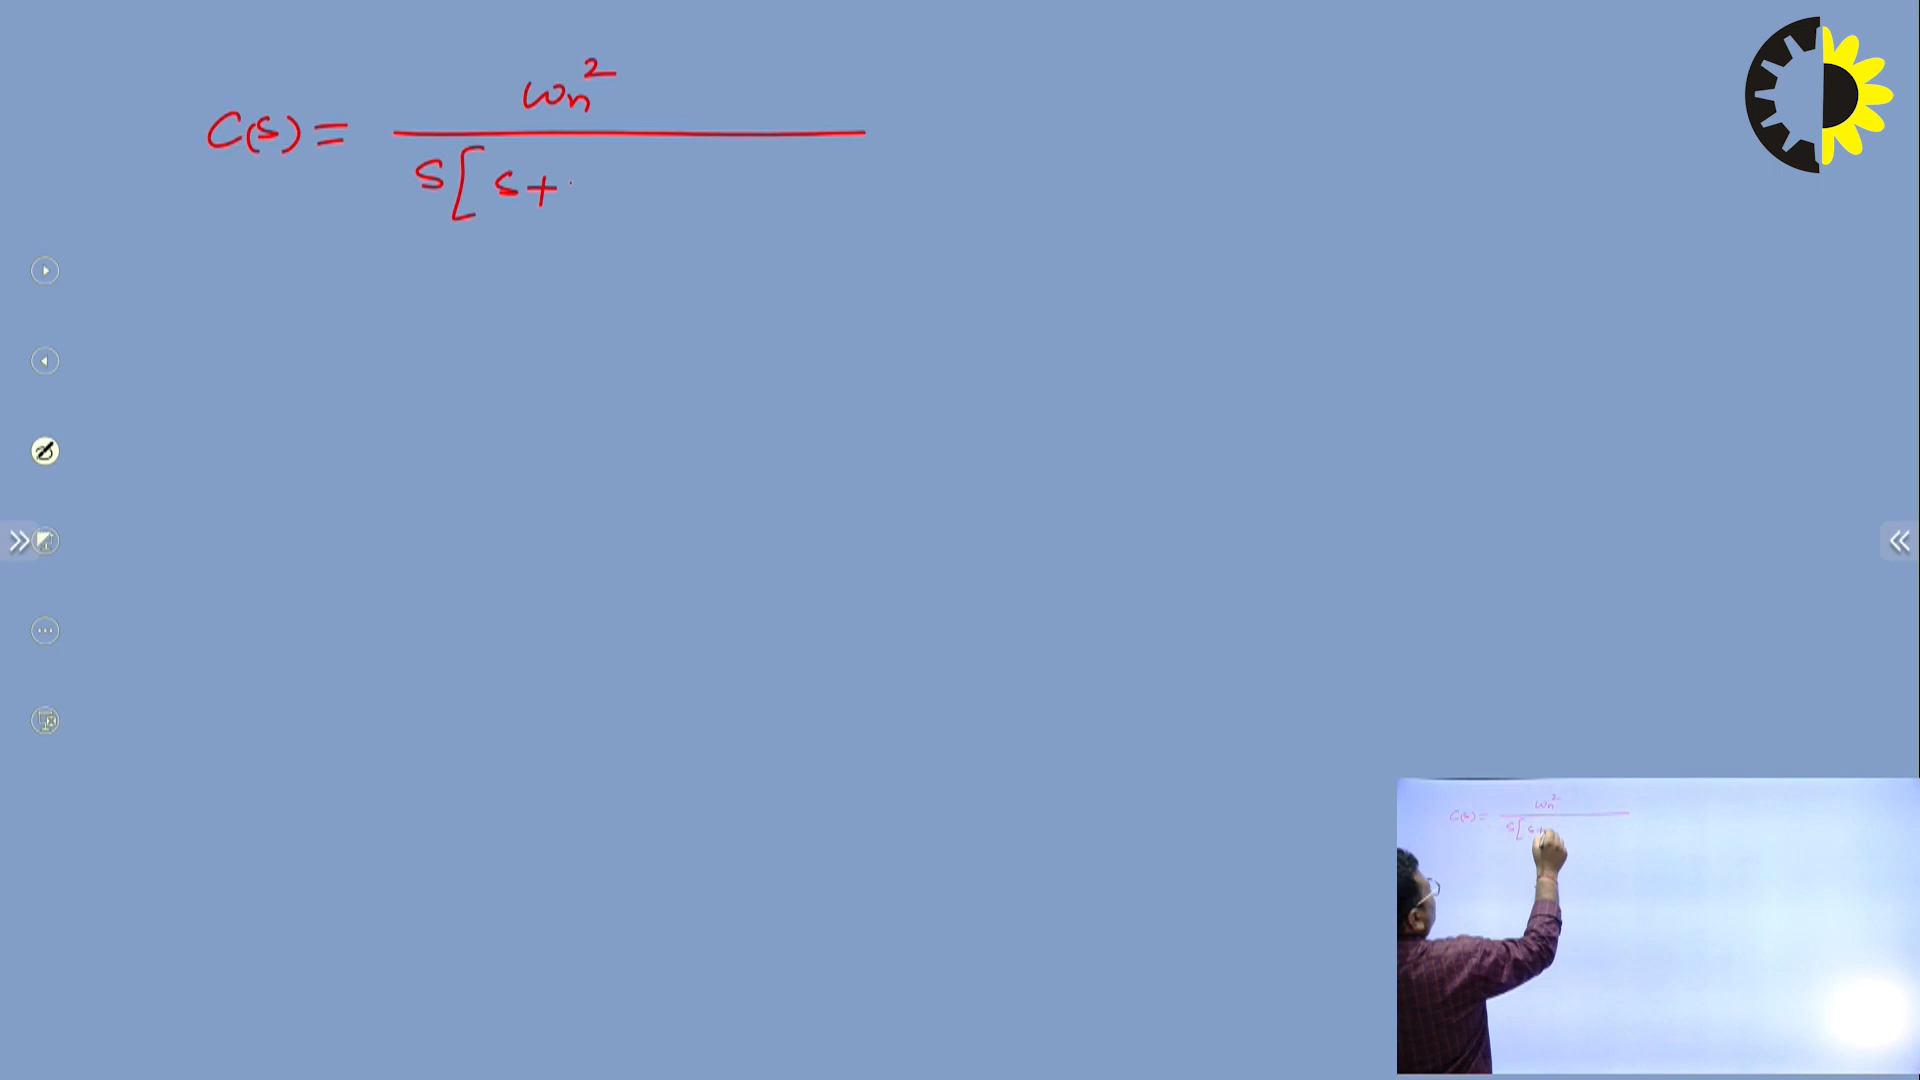 C(s) = ωn²
s[ s+